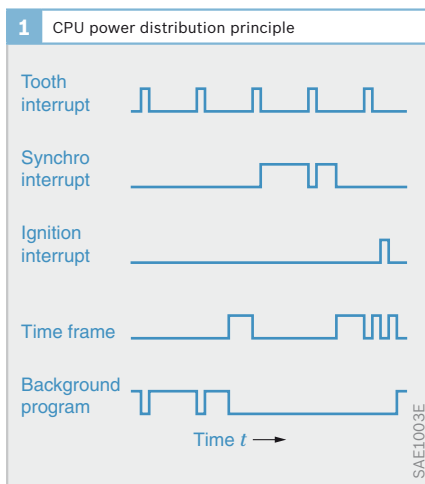 1 CPU power distribution principle
Tooth
interrupt
Synchro
interrupt
Ignition
interrupt
Time frame
Background
program
Time t
SAE1003E